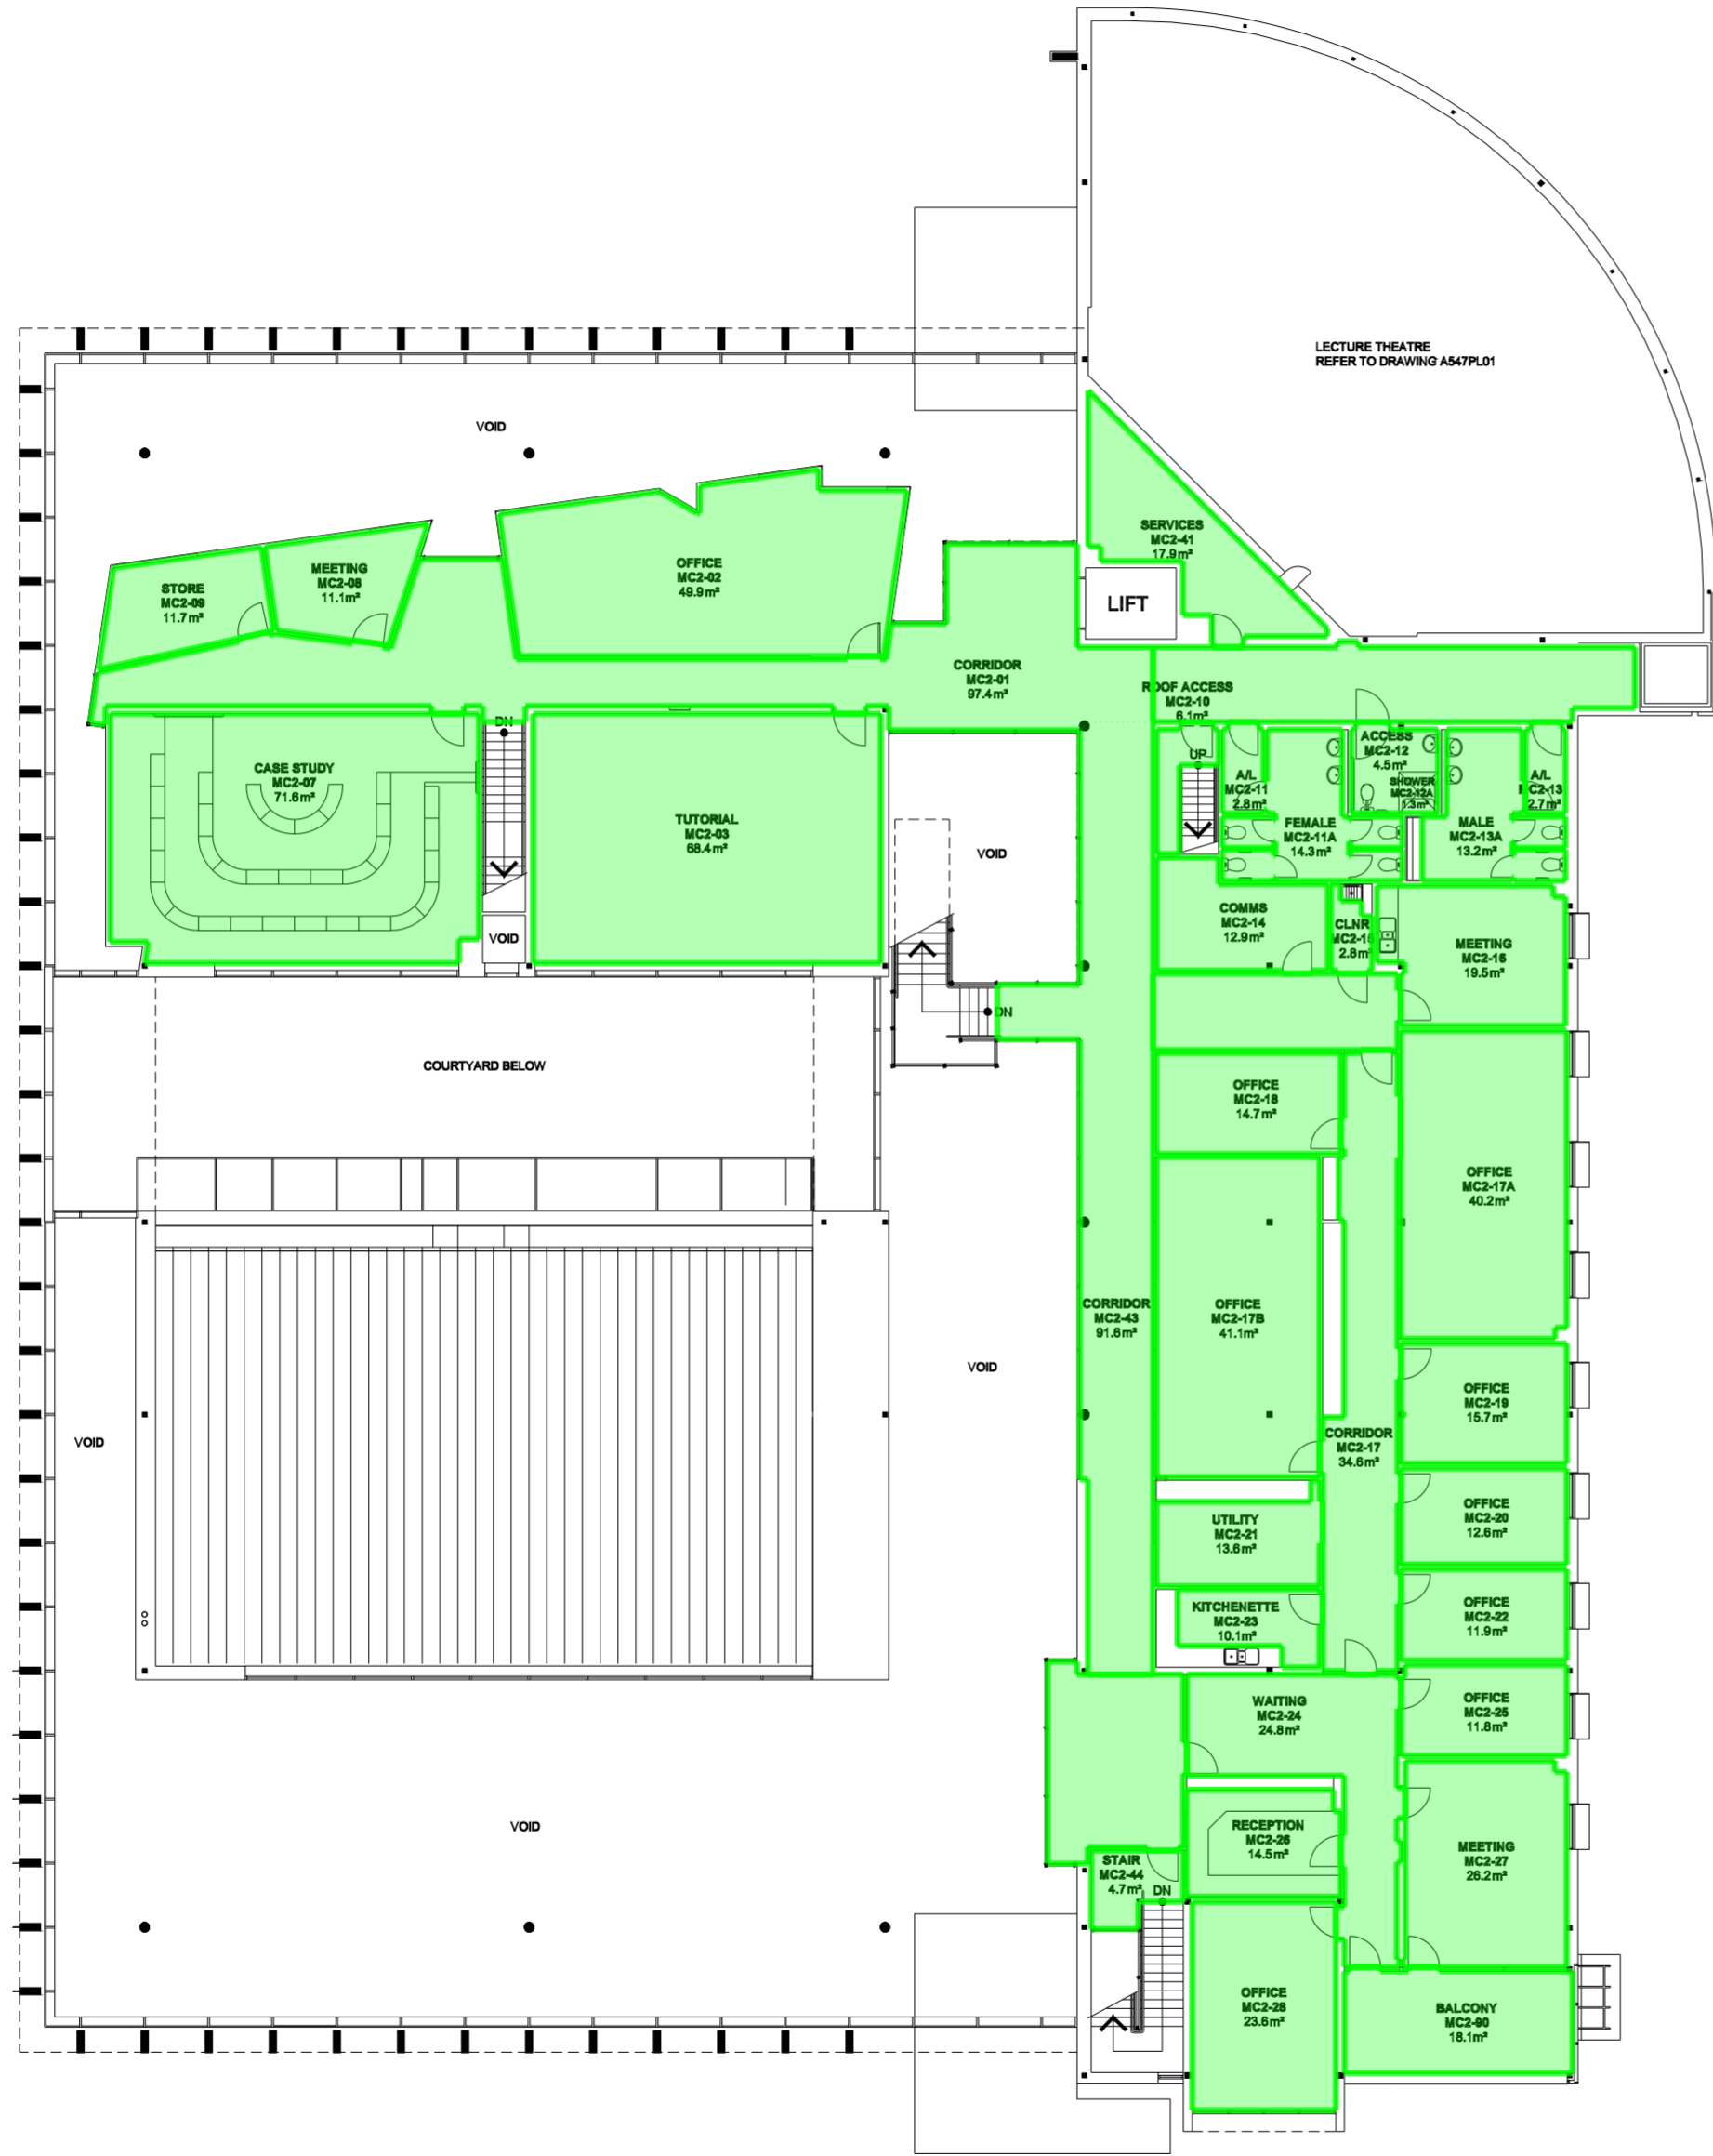 LECTURE THEATRE
REFER TO DRAWING A547PL01
VOID
SERVICES
MC2-41
17.9m²
OFFICE
MC2-02
49.9m²
MEETING
MC2-08
11.1m²
STORE
MC2-09
11.7m²
LIFT
CORRIDOR
MC2-01
97.4m²
ROOF ACCESS
MC2-10
6.1m²
DN
CASE STUDY
MC2-07
71.6m²
TUTORIAL
MC2-03
68.4m²
VOID
UP
A/L
MC2-11
2.8m²
ACCESS
MC2-12
4.5m²
SHOWER
MC2-12A
1.3m²
A/L
MC2-13
2.7m²
FEMALE
MC2-11A
14.3m²
MALE
MC2-13A
13.2m²
VOID
COMMS
MC2-14
12.9m²
CLNR
MC2-15
2.8m²
MEETING
MC2-16
19.5m²
DN
COURTYARD BELOW
OFFICE
MC2-18
14.7m²
OFFICE
MC2-17A
40.2m²
CORRIDOR
MC2-43
91.6m²
OFFICE
MC2-17B
41.1m²
VOID
OFFICE
MC2-19
15.7m²
VOID
CORRIDOR
MC2-17
34.6m²
OFFICE
MC2-20
12.6m²
UTILITY
MC2-21
13.6m²
KITCHENETTE
MC2-23
10.1m²
OFFICE
MC2-22
11.9m²
WAITING
MC2-24
24.8m²
OFFICE
MC2-25
11.8m²
VOID
RECEPTION
MC2-26
14.5m²
MEETING
MC2-27
26.2m²
STAIR
MC2-44
4.7m²
DN
OFFICE
MC2-28
23.6m²
BALCONY
MC2-90
18.1m²